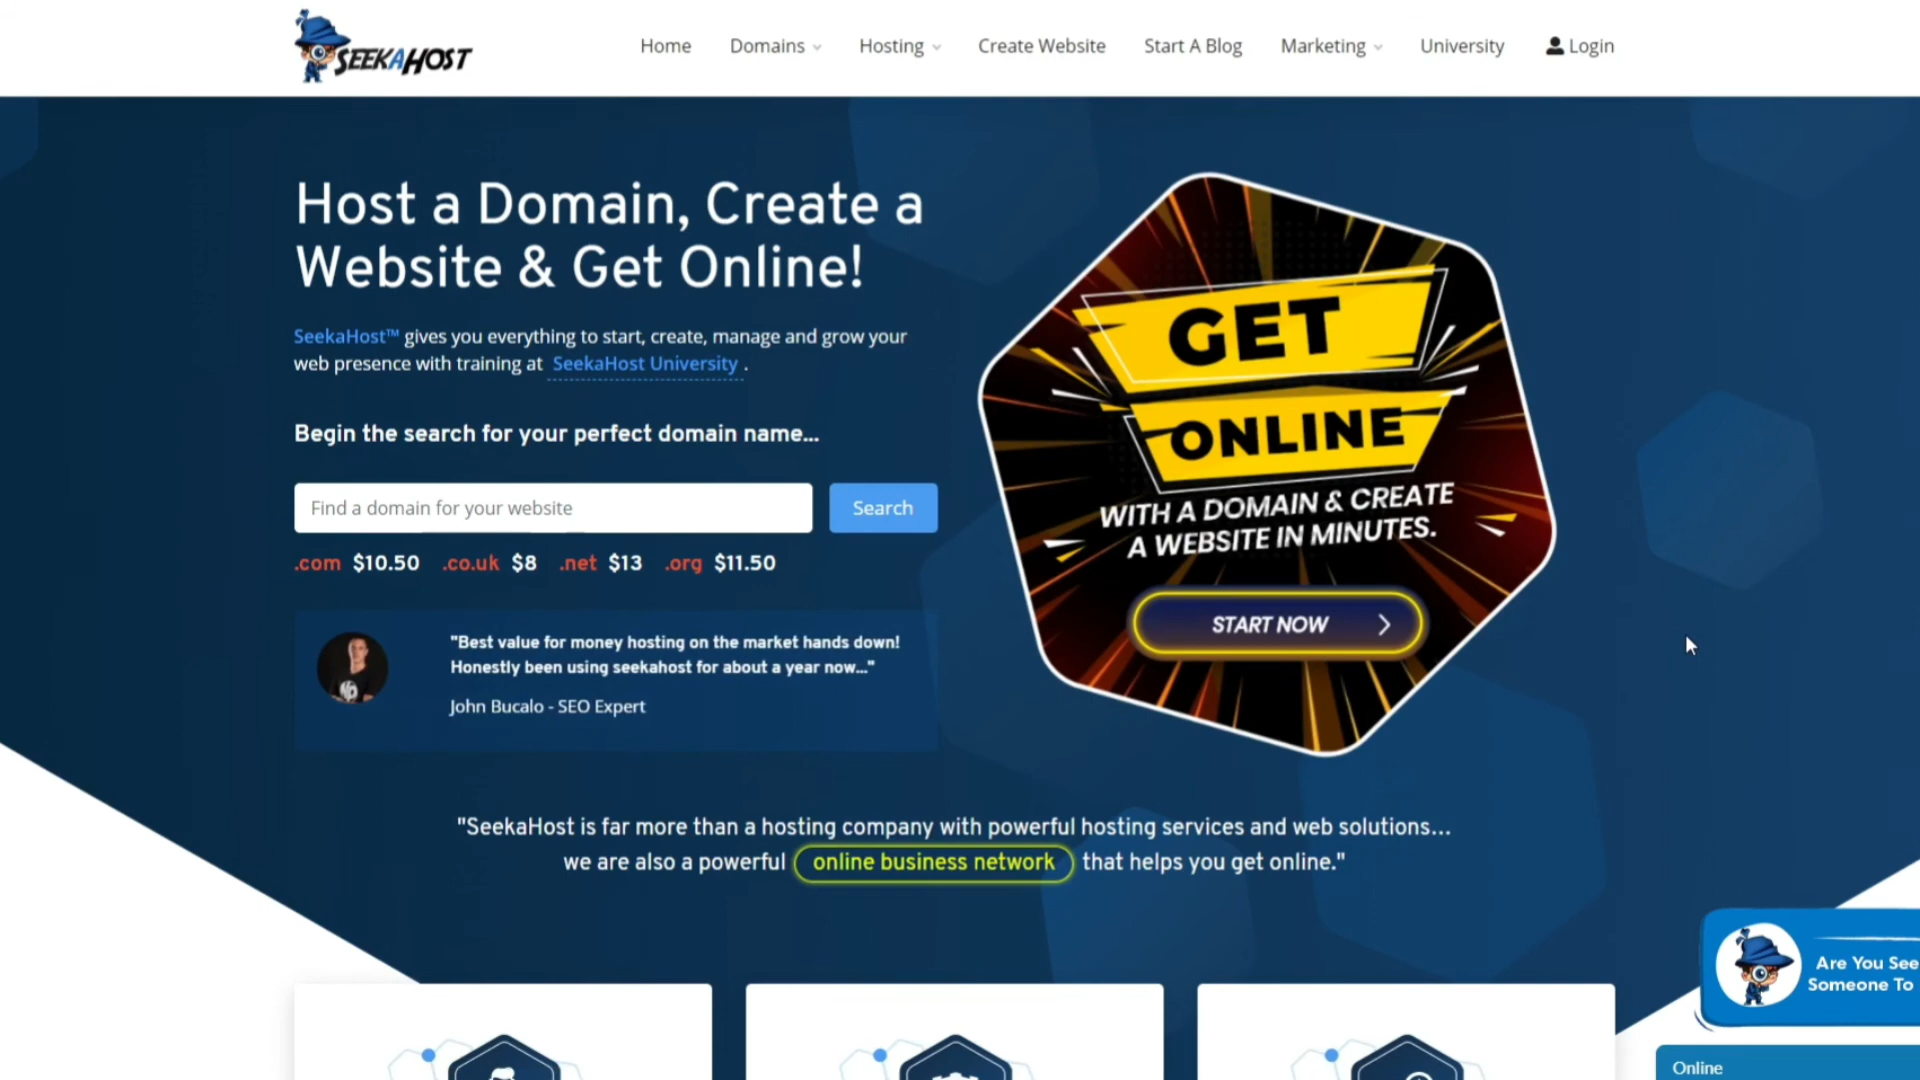 SEEKAHOST
Home Domains Hosting Create Website Start A Blog Marketing University Login
Host a Domain, Create a
Website & Get Online!
SeekaHost™ gives you everything to start, create, manage and grow your
web presence with training at SeekaHost University .
Begin the search for your perfect domain name...
Find a domain for your website
Search
.com $10.50 .co.uk $8 .net $13 .org $11.50
"Best value for money hosting on the market hands down!
Honestly been using seekahost for about a year now..."
John Bucalo - SEO Expert
GET
ONLINE
WITH A DOMAIN & CREATE
A WEBSITE IN MINUTES.
START NOW
"SeekaHost is far more than a hosting company with powerful hosting services and web solutions...
we are also a powerful online business network that helps you get online."
Are You See
Someone To
Online